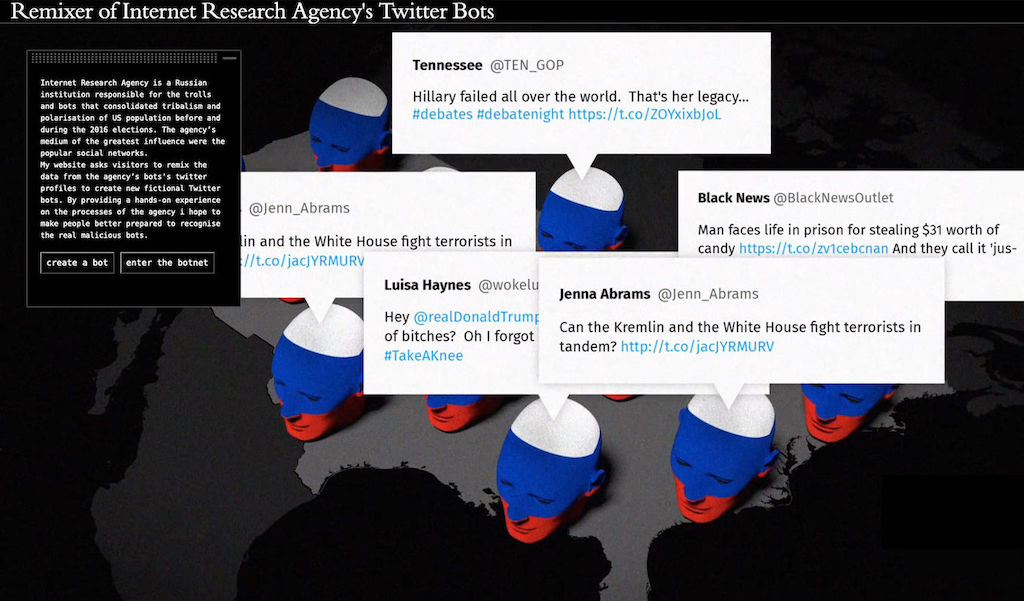 Remixer of Internet Research Agency's Twitter Bots
Internet Research Agency is a Russian
institution responsible for the trolls
and bots that consolidated tribalism and
polarisation of US population before and
during the 2016 elections. The agency's
medium of the greatest influence were the
popular social networks.
My website asks visitors to remix the
data from the agency's bots's twitter
profiles to create new fictional Twitter
bots. By providing a hands-on experience
on the processes of the agency i hope to
make people better prepared to recognise
the real malicious bots.
create a bot enter the botnet
Tennessee @TEN_GOP
Hillary failed all over the world. That's her legacy...
#debates #debatenight https://t.co/ZOYxixbJoL
@Jenn_Abrams
lin and the White House fight terrorists in
://t.co/jacJYRMURV
Black News @BlackNewsOutlet
Man faces life in prison for stealing $31 worth of
candy https://t.co/zv1cebcnan And they call it 'jus-
Luisa Haynes @wokelu
Hey @realDonaldTrump
of bitches? Oh I forgot
#TakeAKnee
Jenna Abrams @Jenn_Abrams
Can the Kremlin and the White House fight terrorists in
tandem? http://t.co/jacJYRMURV